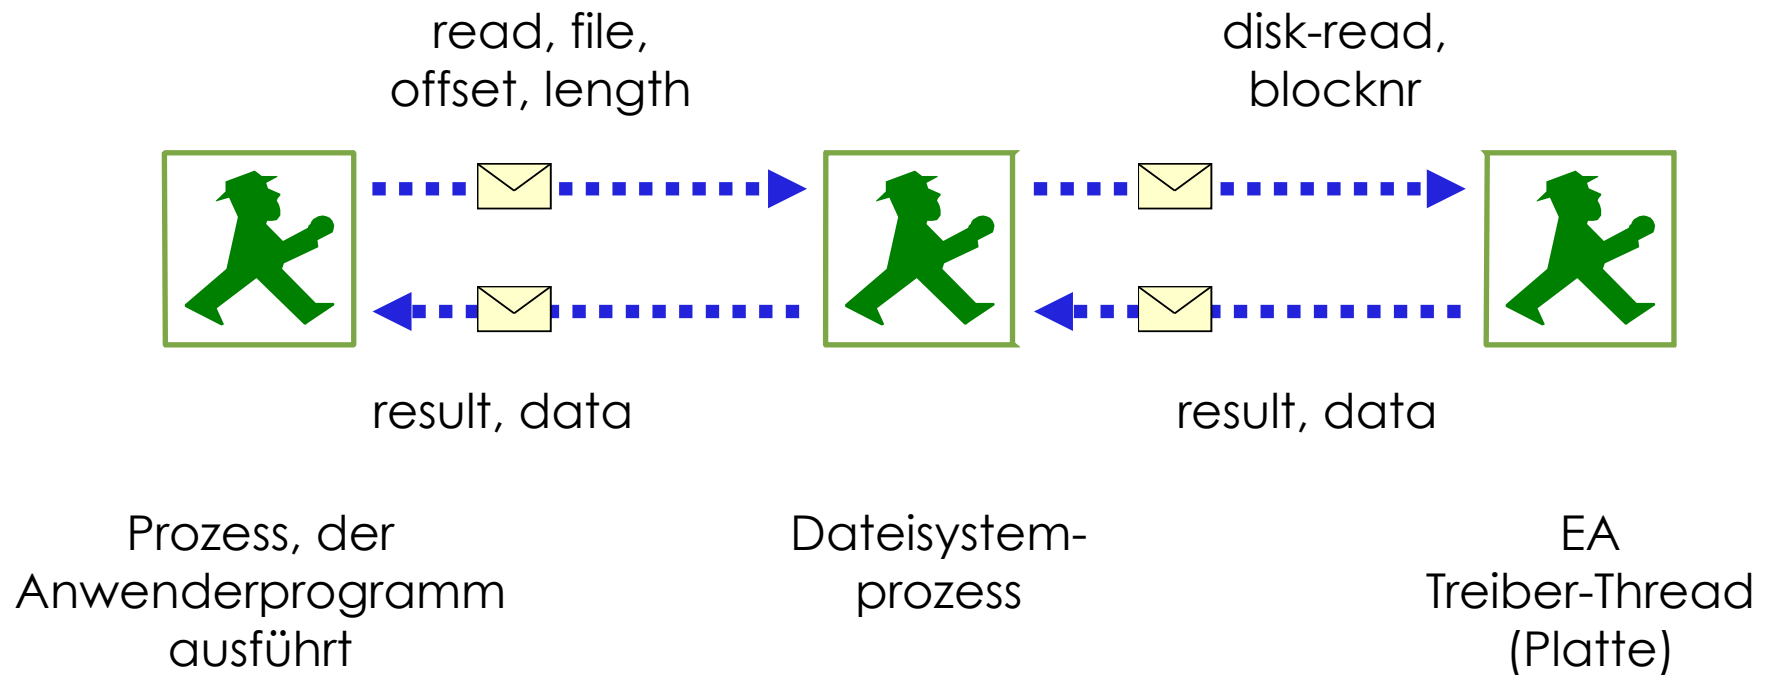 read, file,
offset, length
disk-read,
blocknr
result, data
result, data
Prozess, der
Anwenderprogramm
ausführt
Dateisystem-
prozess
EA
Treiber-Thread
(Platte)